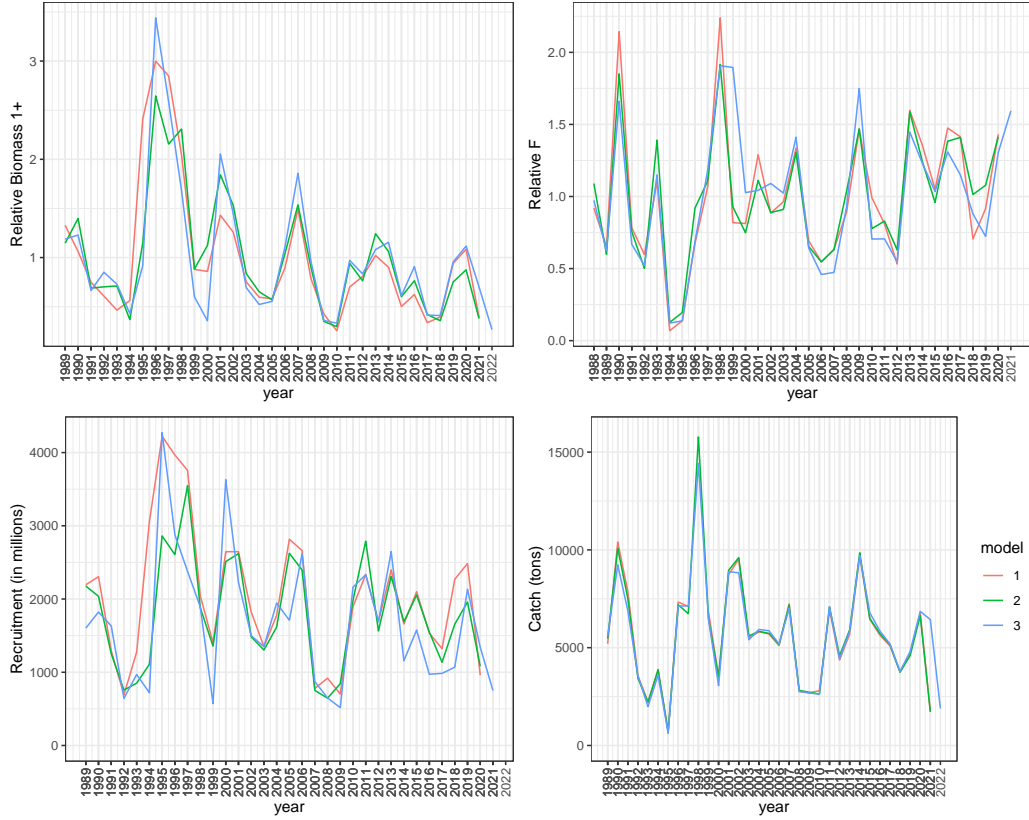 Relative Biomass 1+
3
2
1
1989 1990 1991 1992 1993 1994 1995 1996 1997 1998 1999 2000 2001 2002 2003 2004 2005 2006 2007 2008 2009 2010 2011 2012 2013 2014 2015 2016 2017 2018 2019 2020 2021 2022
year
Relative F
2.0
1.5
1.0
0.5
0.0
1988 1989 1990 1991 1992 1993 1994 1995 1996 1997 1998 1999 2000 2001 2002 2003 2004 2005 2006 2007 2008 2009 2010 2011 2012 2013 2014 2015 2016 2017 2018 2019 2020 2021
year
Recruitment (in millions)
4000
3000
2000
1000
0
1989 1990 1991 1992 1993 1994 1995 1996 1997 1998 1999 2000 2001 2002 2003 2004 2005 2006 2007 2008 2009 2010 2011 2012 2013 2014 2015 2016 2017 2018 2019 2020 2021 2022
year
Catch (tons)
15000
10000
5000
0
1989 1990 1991 1992 1993 1994 1995 1996 1997 1998 1999 2000 2001 2002 2003 2004 2005 2006 2007 2008 2009 2010 2011 2012 2013 2014 2015 2016 2017 2018 2019 2020 2021 2022
year
model
1
2
3